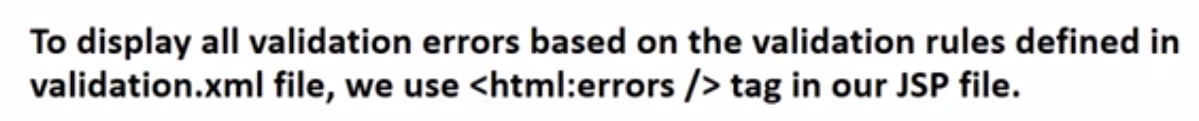 To display all validation errors based on the validation rules defined in
validation.xml file, we use <html:errors /> tag in our JSP file.